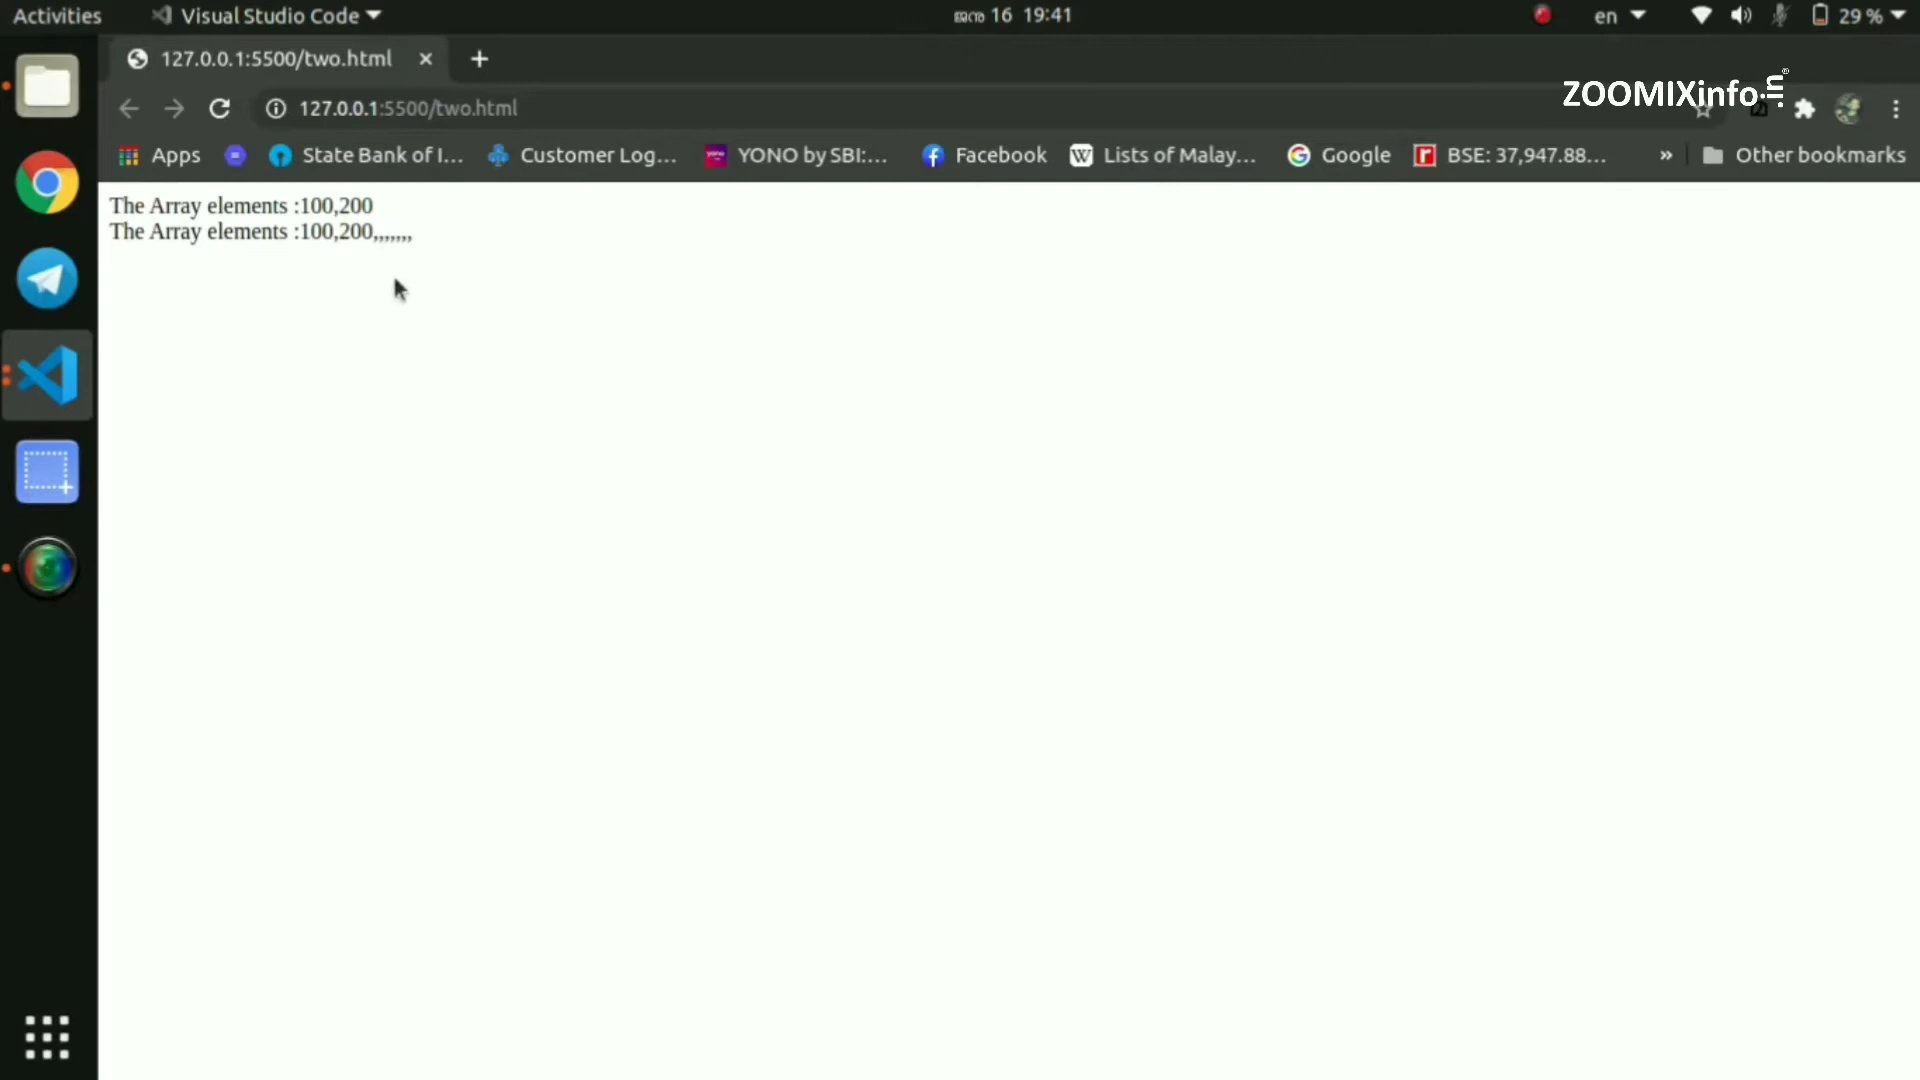 Activities
Visual Studio Code
ജന 16 19:41
en
29 %
127.0.0.1:5500/two.html
127.0.0.1:5500/two.html
ZOOMIXinfo.in
Apps
State Bank of I...
Customer Log...
YONO by SBI:...
Facebook
Lists of Malay...
Google
BSE: 37,947.88...
Other bookmarks
The Array elements :100,200
The Array elements :100,200,,,,,,,